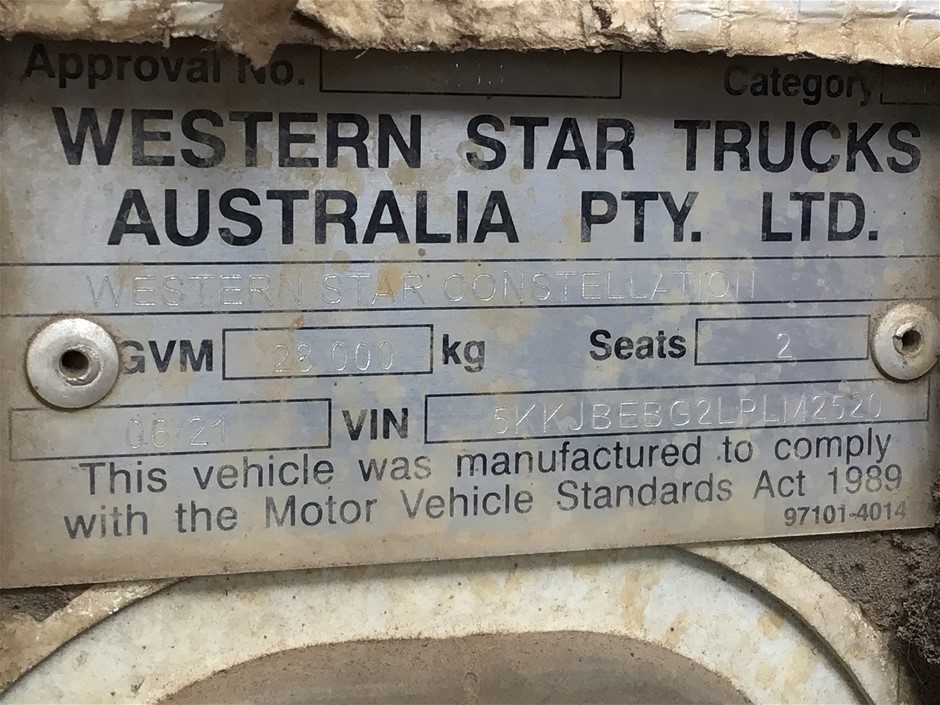 Approval No. Category
WESTERN STAR TRUCKS
AUSTRALIA PTY. LTD.
WESTERN STAR CONSTELLATION
GVM 28 000 kg Seats 2
06/21 VIN 5KKJBEBG2LPLM2520
This vehicle was manufactured to comply
with the Motor Vehicle Standards Act 1989
97101-4014